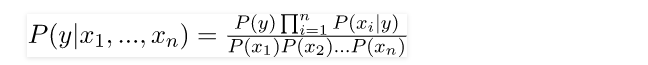 P(y|x_1, ..., x_n) = \frac{P(y) \prod_{i=1}^{n} P(x_i|y)}{P(x_1)P(x_2)...P(x_n)}